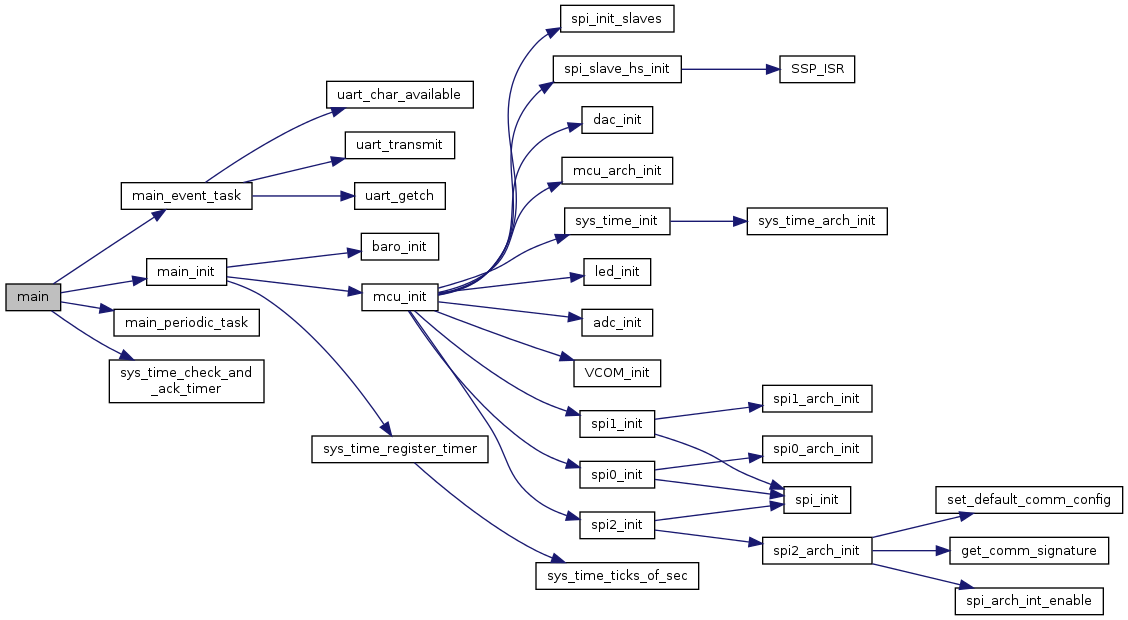 spi_init_slaves
spi_slave_hs_init
SSP_ISR
uart_char_available
dac_init
uart_transmit
mcu_arch_init
main_event_task
uart_getch
sys_time_init
sys_time_arch_init
baro_init
main_init
led_init
main
mcu_init
main_periodic_task
adc_init
sys_time_check_and
_ack_timer
VCOM_init
spi1_arch_init
spi1_init
sys_time_register_timer
spi0_arch_init
spi0_init
spi_init
set_default_comm_config
spi2_init
spi2_arch_init
get_comm_signature
sys_time_ticks_of_sec
spi_arch_int_enable